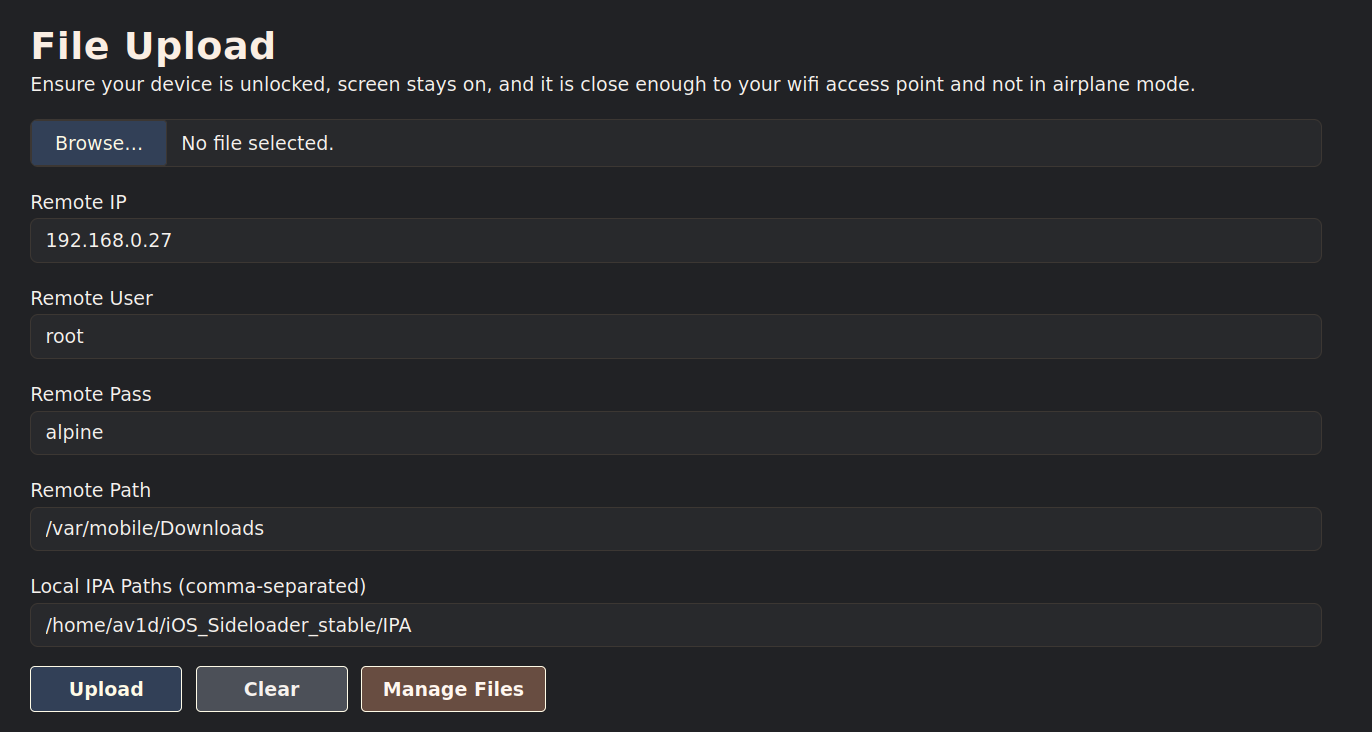 File Upload
Ensure your device is unlocked, screen stays on, and it is close enough to your wifi access point and not in airplane mode.
Browse... No file selected.
Remote IP
192.168.0.27
Remote User
root
Remote Pass
alpine
Remote Path
/var/mobile/Downloads
Local IPA Paths (comma-separated)
/home/av1d/iOS_Sideloader_stable/IPA
Upload Clear Manage Files